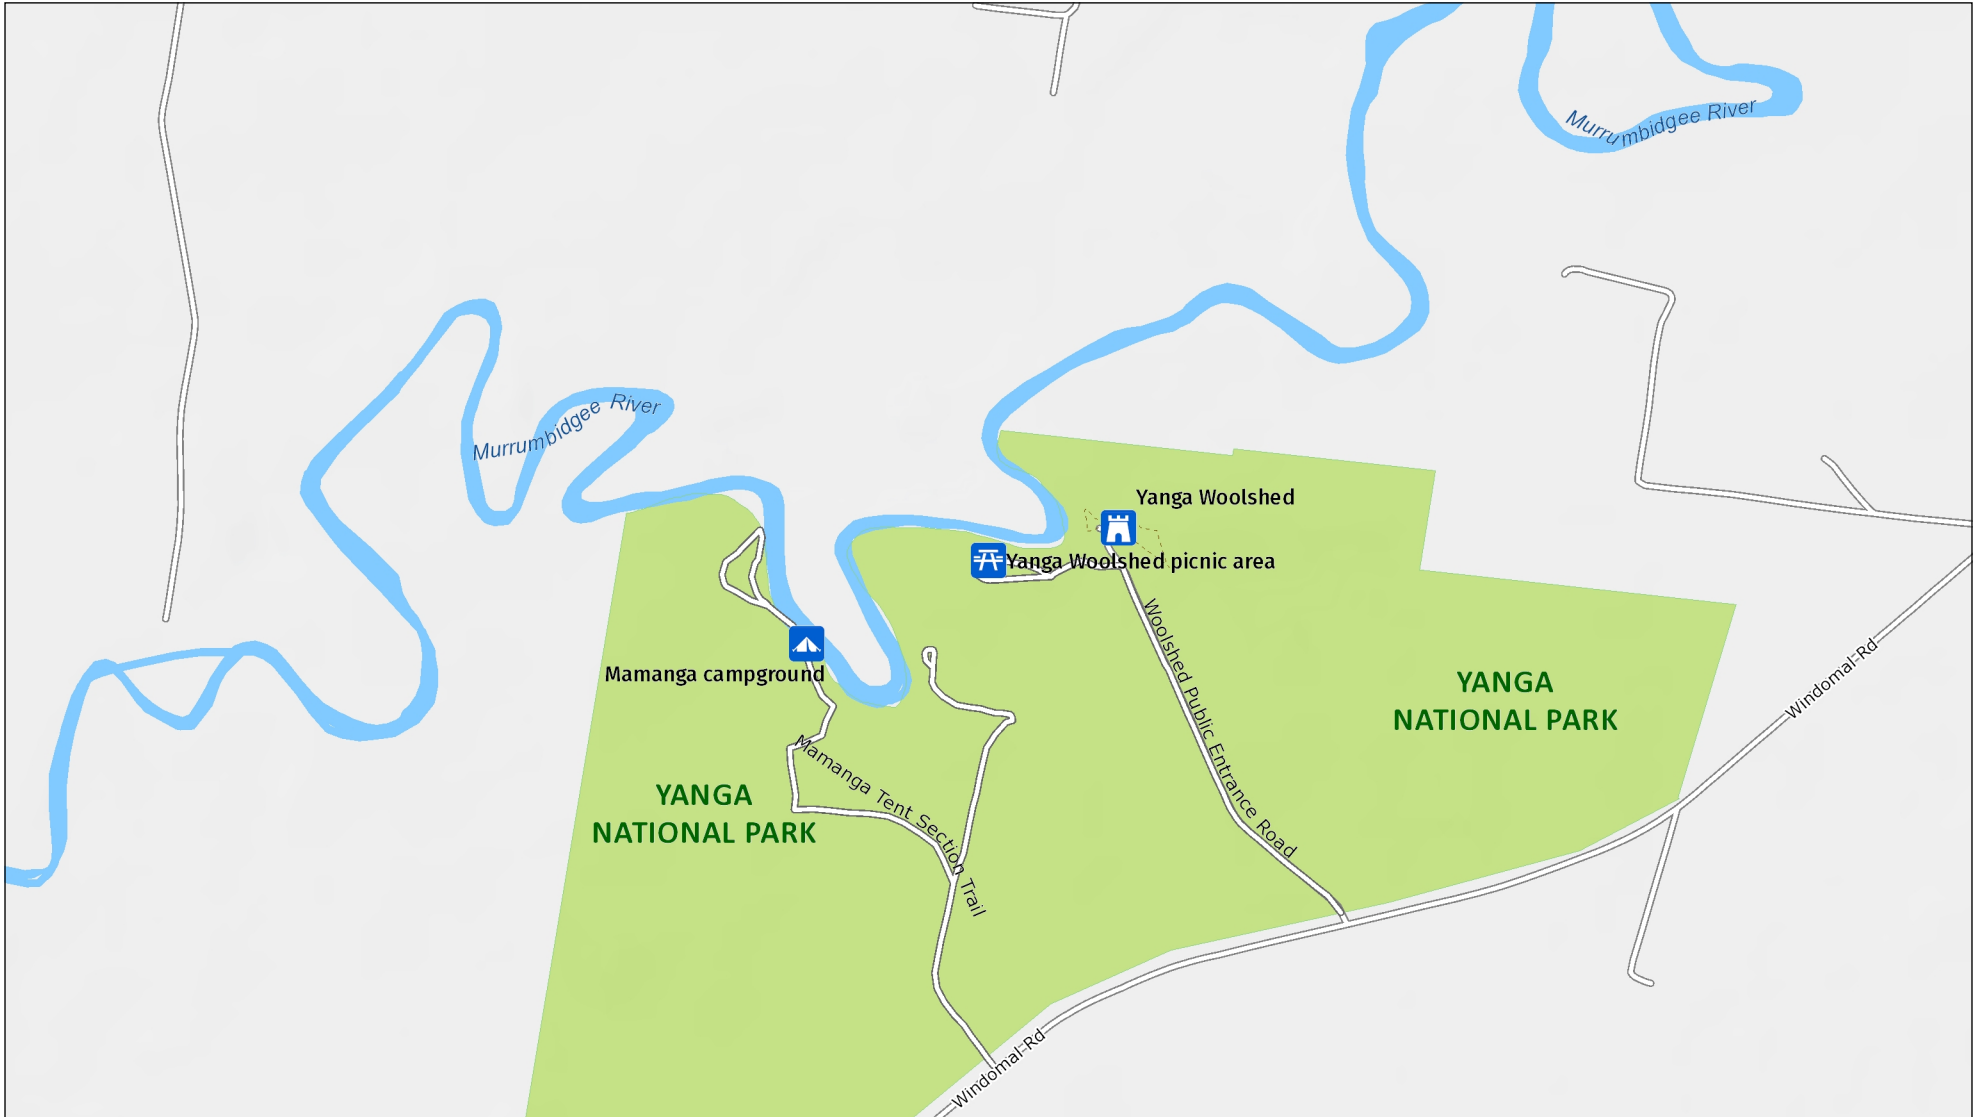 Murrumbidgee River
Murrumbidgee River
Yanga Woolshed
Yanga Woolshed picnic area
Mamanga campground
Woolshed Public Entrance Road
YANGA
NATIONAL PARK
Windomal-Rd
Mamanga Tent Section Trail
YANGA
NATIONAL PARK
Windomal-Rd